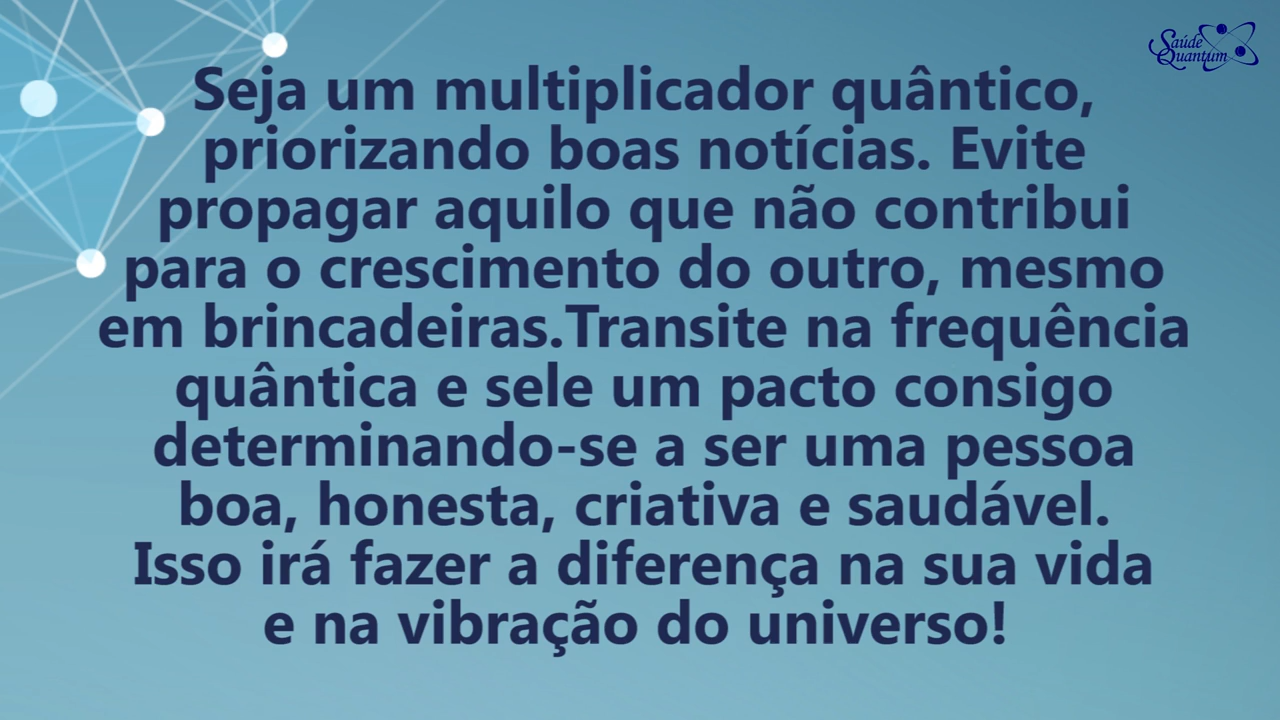 Saúde
Quantum
Seja um multiplicador quântico,
priorizando boas notícias. Evite
propagar aquilo que não contribui
para o crescimento do outro, mesmo
em brincadeiras.Transite na frequência
quântica e sele um pacto consigo
determinando-se a ser uma pessoa
boa, honesta, criativa e saudável.
Isso irá fazer a diferença na sua vida
e na vibração do universo!